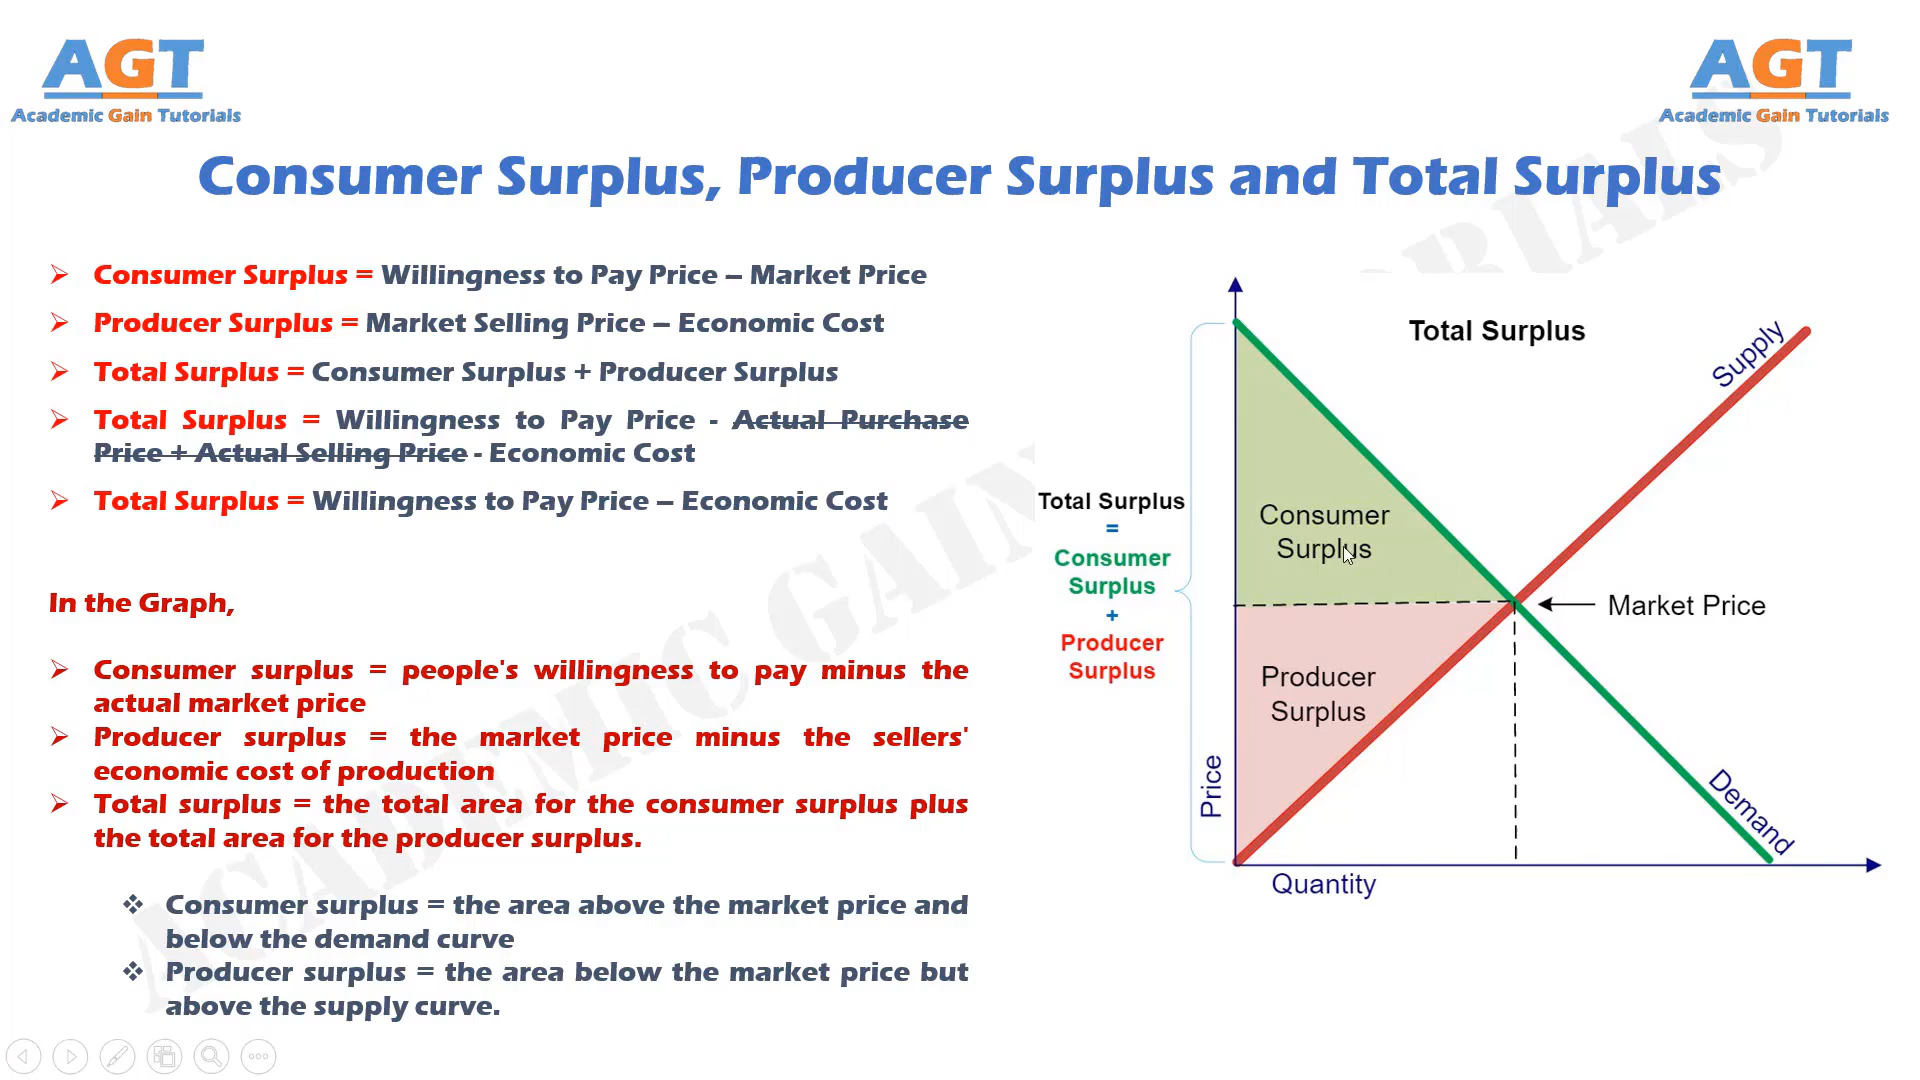 AGT
Academic Gain Tutorials
AGT
Academic Gain Tutorials
Consumer Surplus, Producer Surplus and Total Surplus
Consumer Surplus = Willingness to Pay Price – Market Price
Producer Surplus = Market Selling Price – Economic Cost
Total Surplus = Consumer Surplus + Producer Surplus
Total Surplus = Willingness to Pay Price - Actual Purchase
Price + Actual Selling Price - Economic Cost
Total Surplus = Willingness to Pay Price – Economic Cost
In the Graph,
Consumer surplus = people's willingness to pay minus the
actual market price
Producer surplus = the market price minus the sellers'
economic cost of production
Total surplus = the total area for the consumer surplus plus
the total area for the producer surplus.
Consumer surplus = the area above the market price and
below the demand curve
Producer surplus = the area below the market price but
above the supply curve.
Total Surplus
Supply
Total Surplus
=
Consumer
Surplus
+
Producer
Surplus
Consumer
Surplus
Market Price
Producer
Surplus
Price
Demand
Quantity
ACADEMIC GAIN TUTORIALS